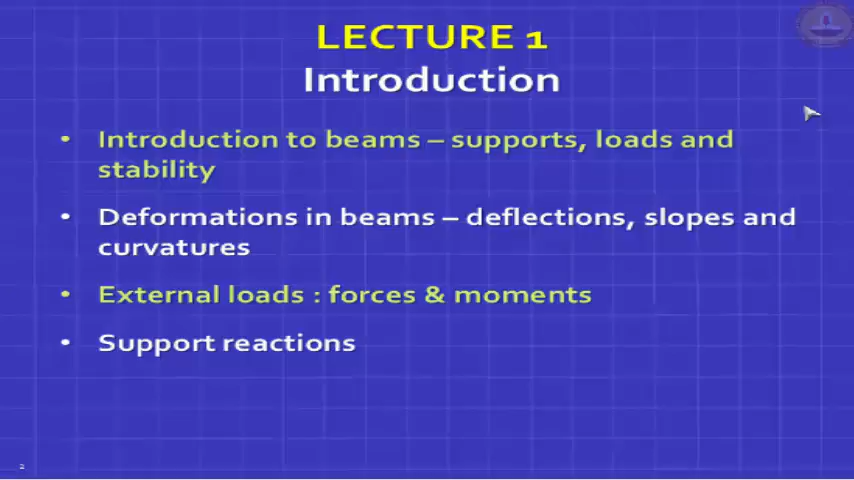 LECTURE 1
Introduction
• Introduction to beams – supports, loads and
stability
• Deformations in beams – deflections, slopes and
curvatures
• External loads : forces & moments
• Support reactions
2